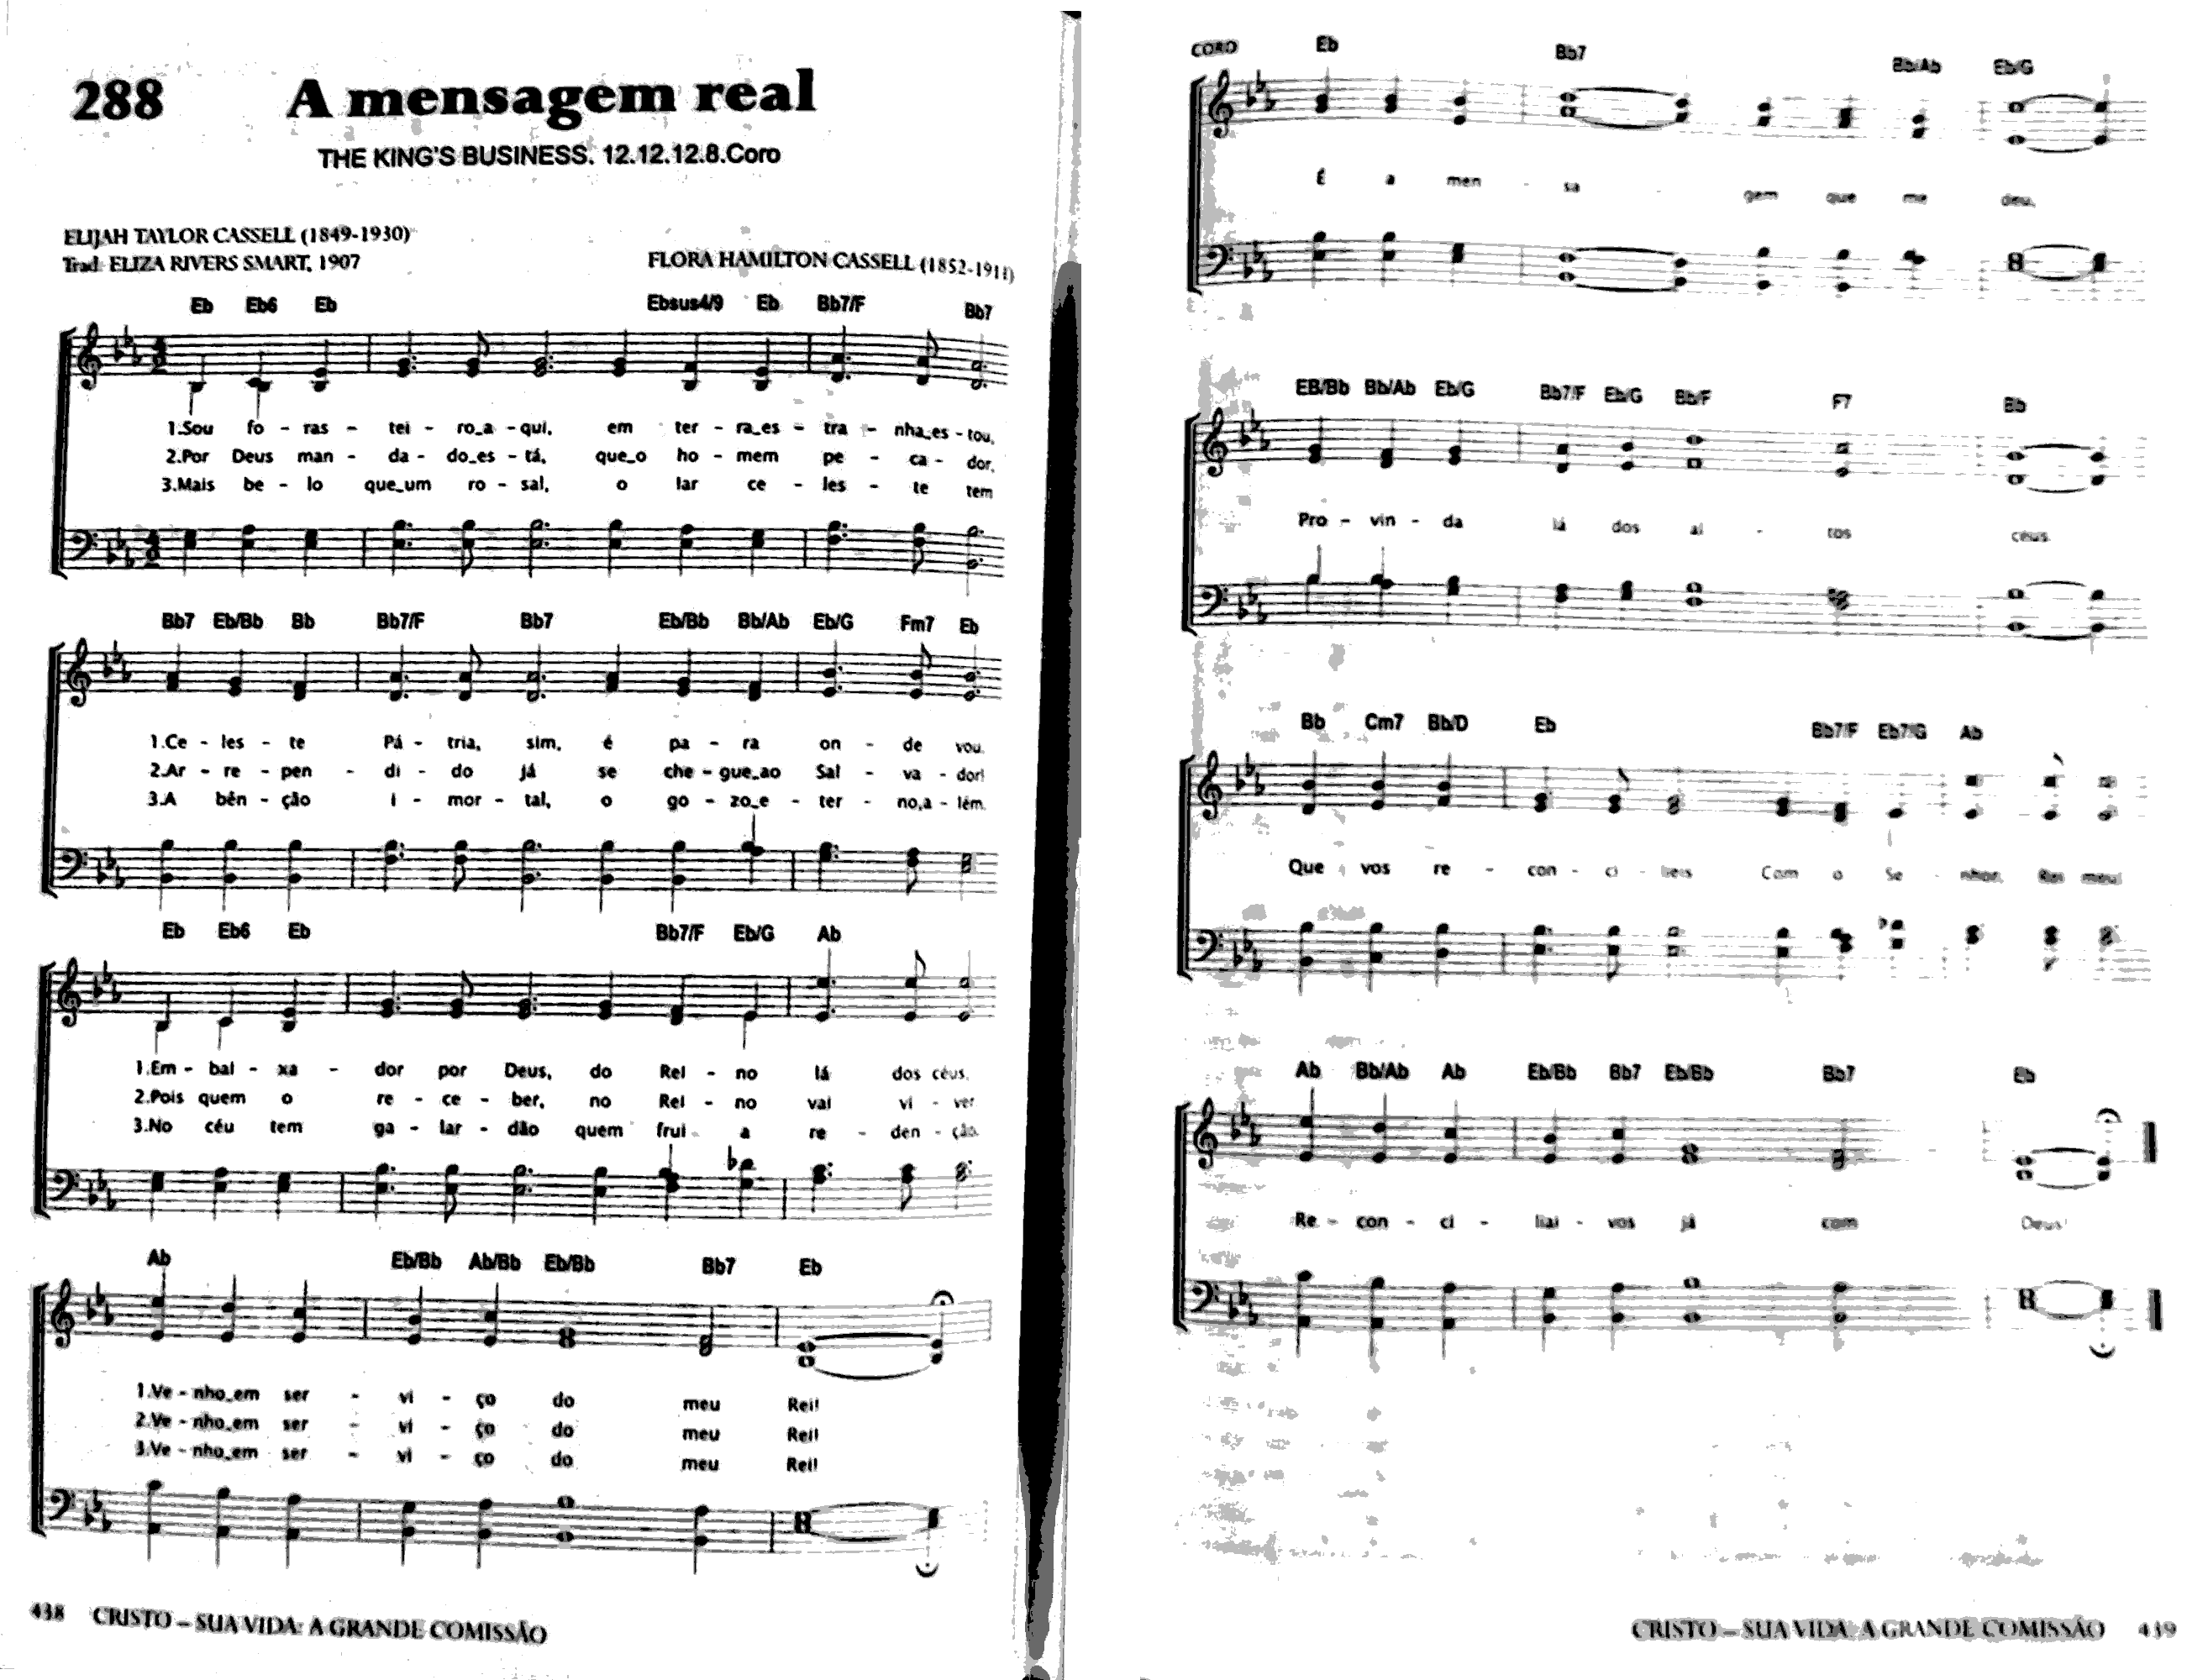 288 A mensagem real
THE KING'S BUSINESS. 12.12.12.8.Coro
ELIJAH TAYLOR CASSELL (1849-1930)
Trad. ELIZA RIVERS SMART, 1907
FLORA HAMILTON CASSELL (1852-1911)
Eb Eb6 Eb Ebsus4/9 Eb Bb7/F Bb7
1.Sou fo - ras - tei - ro_a - qui, em ter - ra_es - tra - nha_es - tou,
2.Por Deus man - da - do_es - tá, que_o ho - mem pe - ca - dor,
3.Mais be - lo que_um ro - sal, o lar ce - les - te tem
Bb7 Eb/Bb Bb Bb7/F Bb7 Eb/Bb Bb/Ab Eb/G Fm7 Eb
1.Ce - les - te Pá - tria, sim, é pa - ra on - de vou.
2.Ar - re - pen - di - do já se che - gue_ao Sal - va - dor!
3.A bên - ção i - mor - tal, o go - zo_e - ter - no,a - lém.
Eb Eb6 Eb Bb7/F Eb/G Ab
1.Em - bai - xa - dor por Deus, do Rei - no lá dos céus,
2.Pois quem o re - ce - ber, no Rei - no vai vi - ver
3.No céu tem ga - lar - dão quem frui a re - den - ção.
Ab Eb/Bb Ab/Bb Eb/Bb Bb7 Eb
1.Ve - nho_em ser - vi - ço do meu Rei!
2.Ve - nho_em ser - vi - ço do meu Rei!
3.Ve - nho_em ser - vi - ço do meu Rei!
438 CRISTO – SUA VIDA: A GRANDE COMISSÃO
CORO Eb Bb7 Bb/Ab Eb/G
É a men - sa - gem que me deu,
EB/Bb Bb/Ab Eb/G Bb7/F Eb/G Bb/F F7 Bb
Pro - vin - da lá dos al - tos céus.
Bb Cm7 Bb/D Eb Bb7/F Eb7/G Ab
Que vos re - con - ci - lieis Com o Se - nhor, Rei meu!
Ab Bb/Ab Ab Eb/Bb Bb7 Eb/Bb Bb7 Eb
Re - con - ci - liai - vos já com Deus!
CRISTO – SUA VIDA: A GRANDE COMISSÃO 439